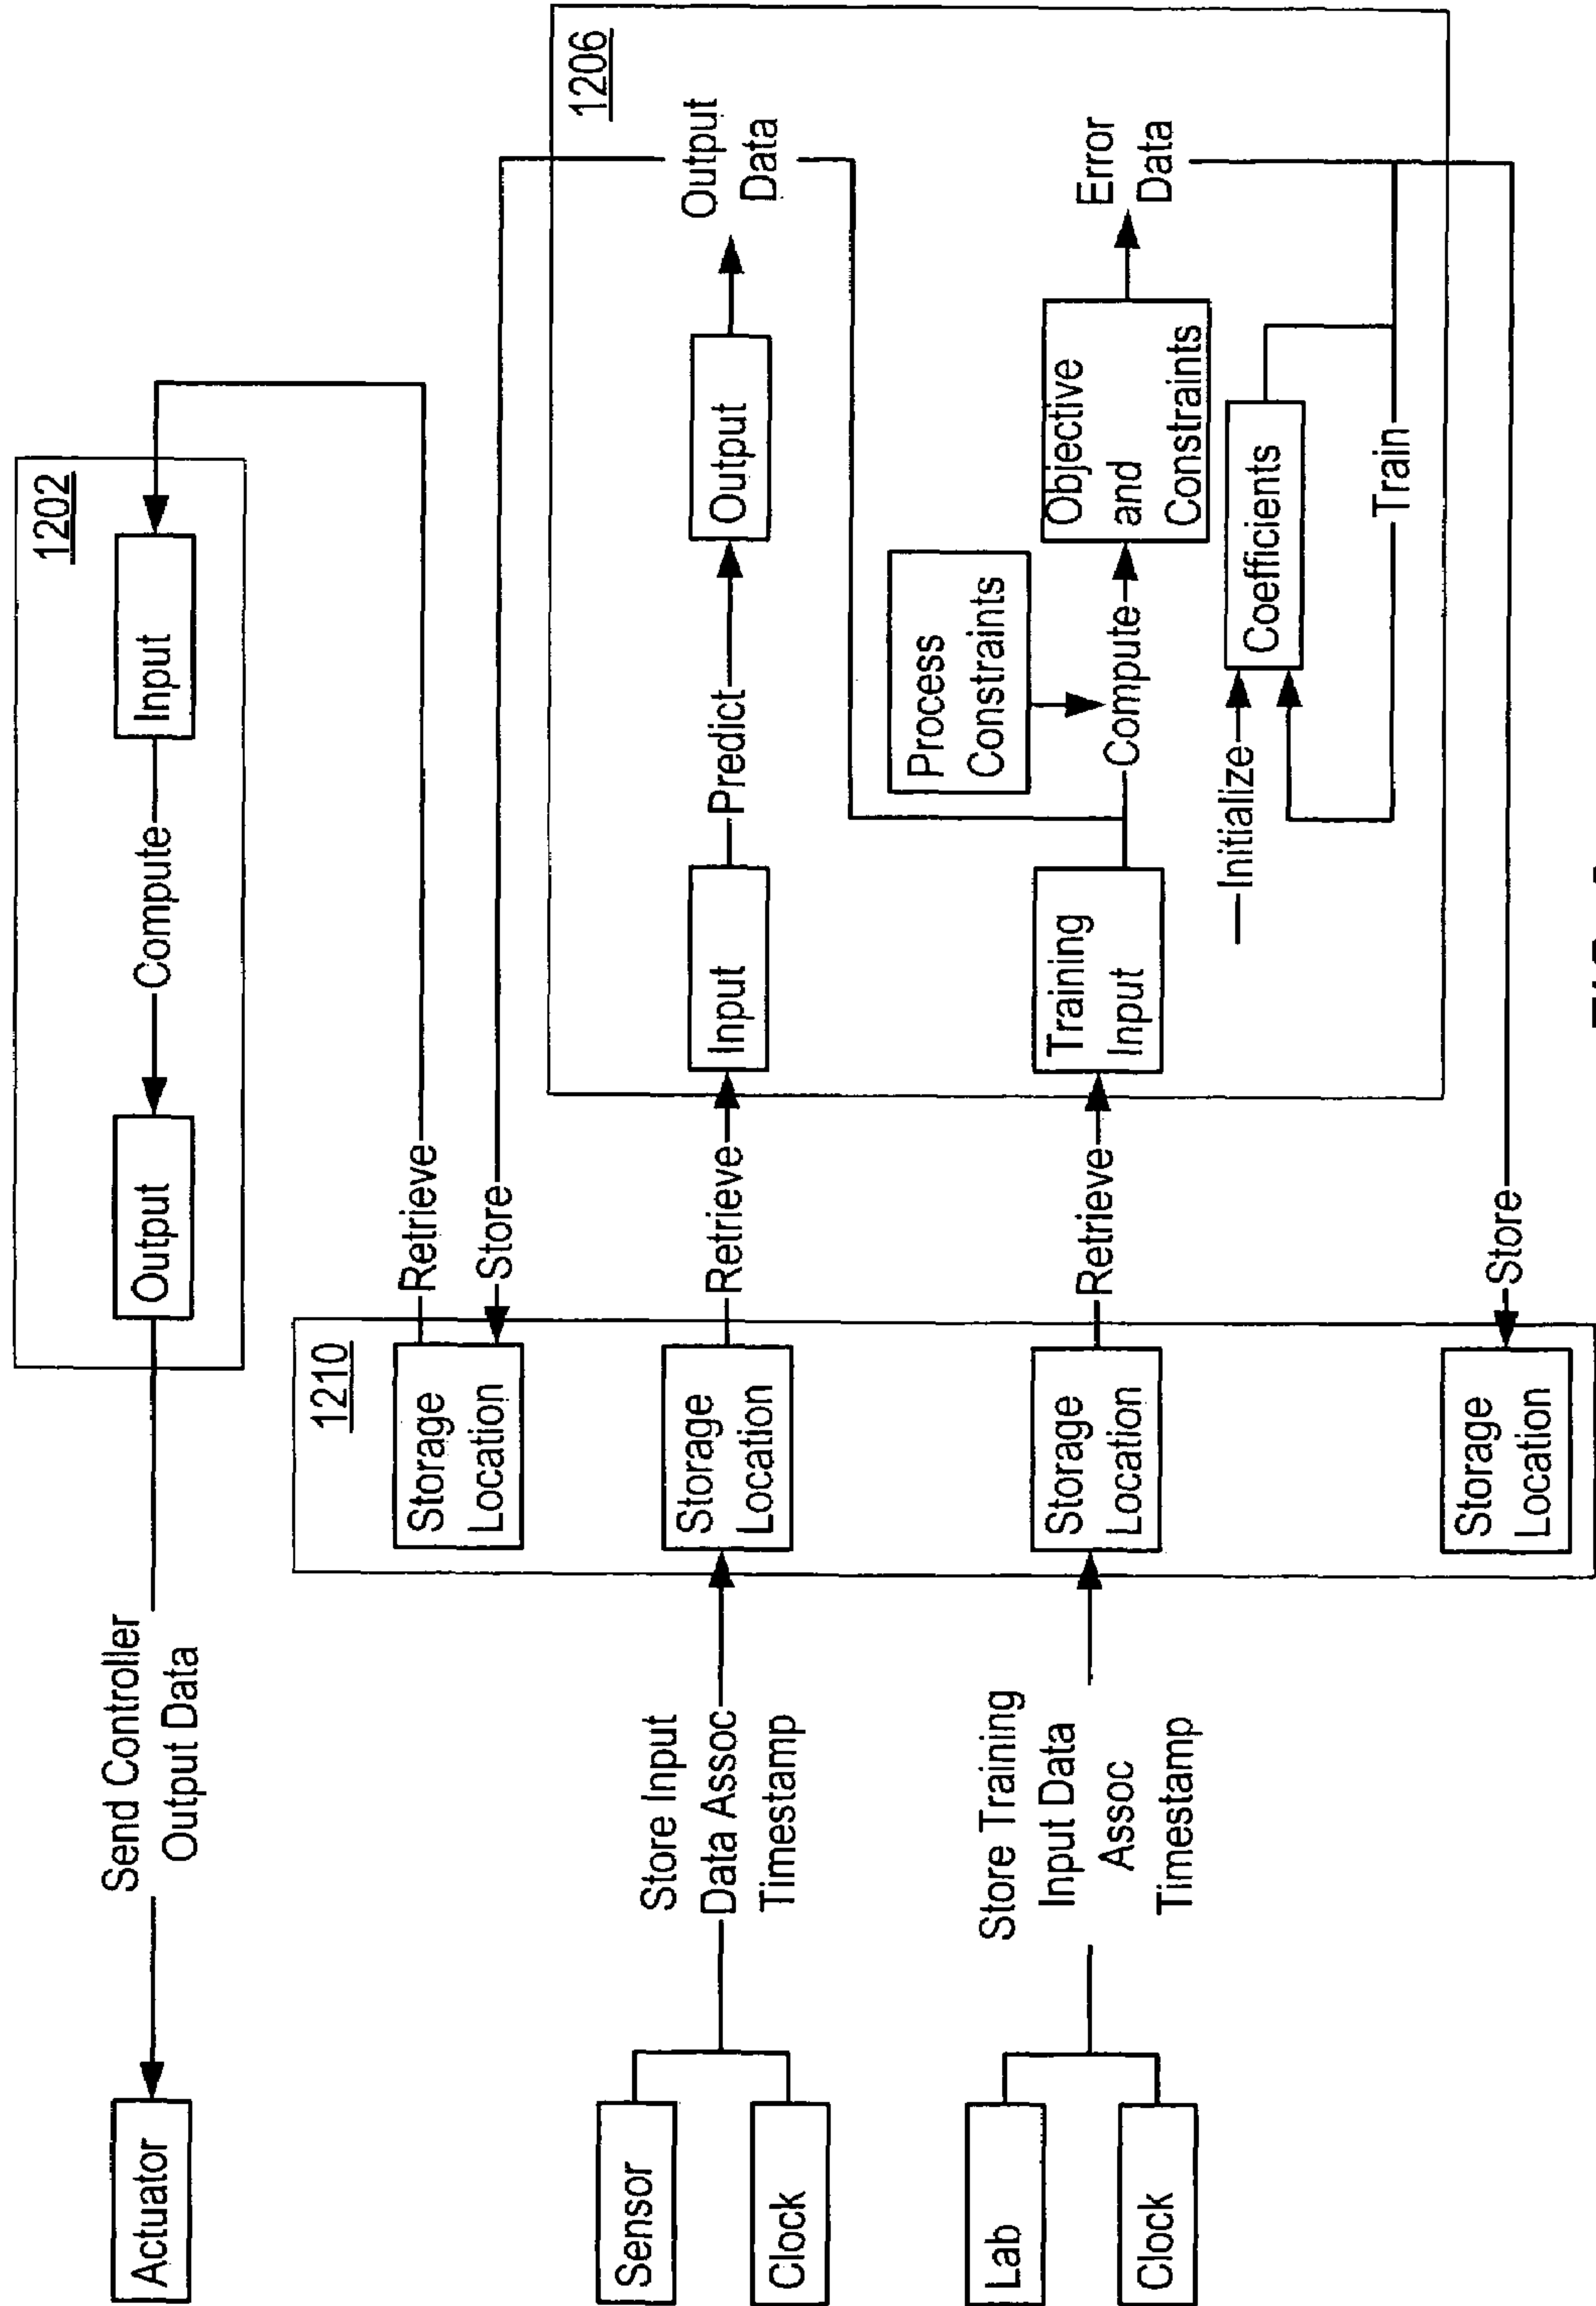 1202
Actuator
Send Controller
Output Data
Output
Compute
Input
1210
Retrieve
Storage
Location
Store
1206
Sensor
Clock
Store Input
Data Assoc
Timestamp
Storage
Location
Retrieve
Input
Predict
Output
Output
Data
Process
Constraints
Lab
Clock
Store Training
Input Data
Assoc
Timestamp
Storage
Location
Retrieve
Training
Input
Compute
Objective
and
Constraints
Error
Data
Initialize
Coefficients
Train
Storage
Location
Store